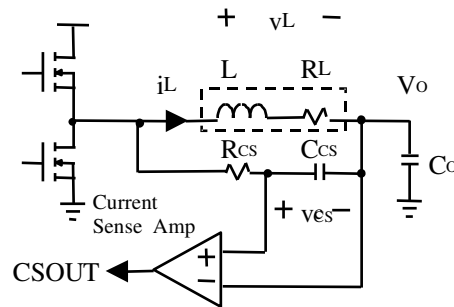 + vL −
iL L RL VO
RCS CCS CO
+ vCS −
Current
Sense Amp
+
CSOUT
−